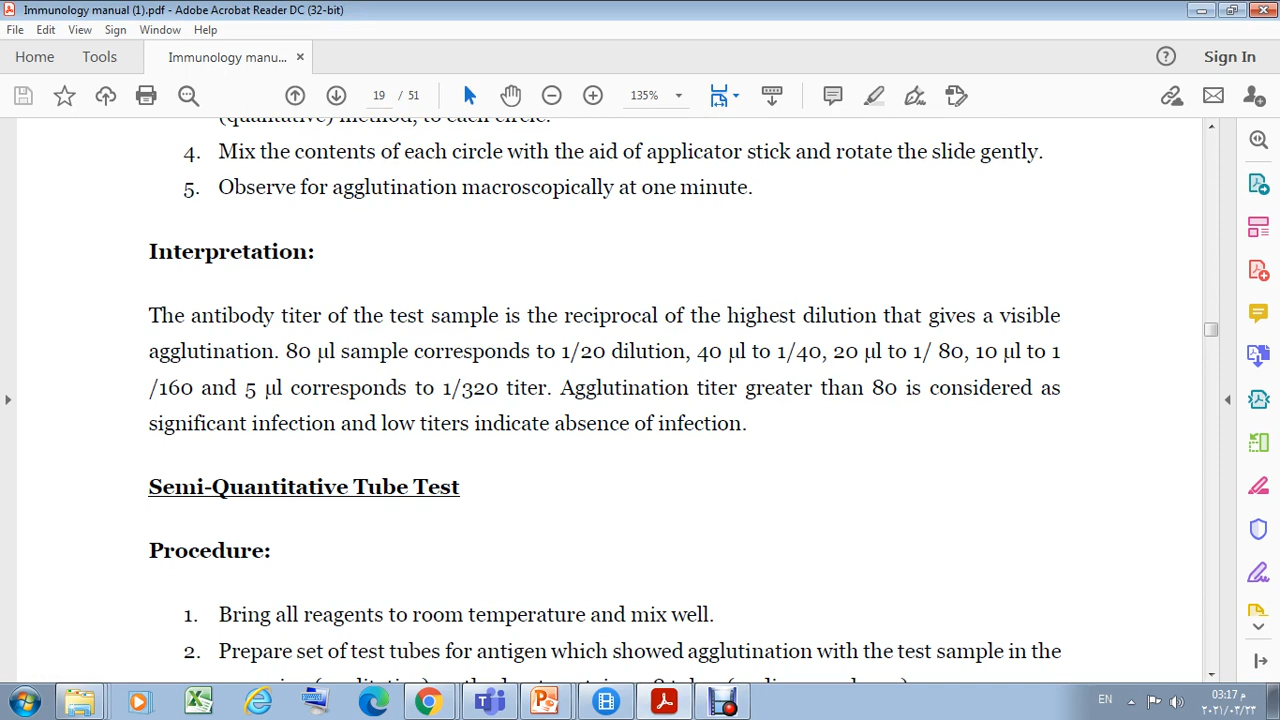 Immunology manual (1).pdf - Adobe Acrobat Reader DC (32-bit)
File Edit View Sign Window Help
Home Tools Immunology manu... × Sign In
19 / 51 135%
(quantative) method, to each circle.
4. Mix the contents of each circle with the aid of applicator stick and rotate the slide gently.
5. Observe for agglutination macroscopically at one minute.
Interpretation:
The antibody titer of the test sample is the reciprocal of the highest dilution that gives a visible
agglutination. 80 µl sample corresponds to 1/20 dilution, 40 µl to 1/40, 20 µl to 1/ 80, 10 µl to 1
/160 and 5 µl corresponds to 1/320 titer. Agglutination titer greater than 80 is considered as
significant infection and low titers indicate absence of infection.
Semi-Quantitative Tube Test
Procedure:
1. Bring all reagents to room temperature and mix well.
2. Prepare set of test tubes for antigen which showed agglutination with the test sample in the
EN
03:17 م
٢٠٢١/٠٣/٢٣